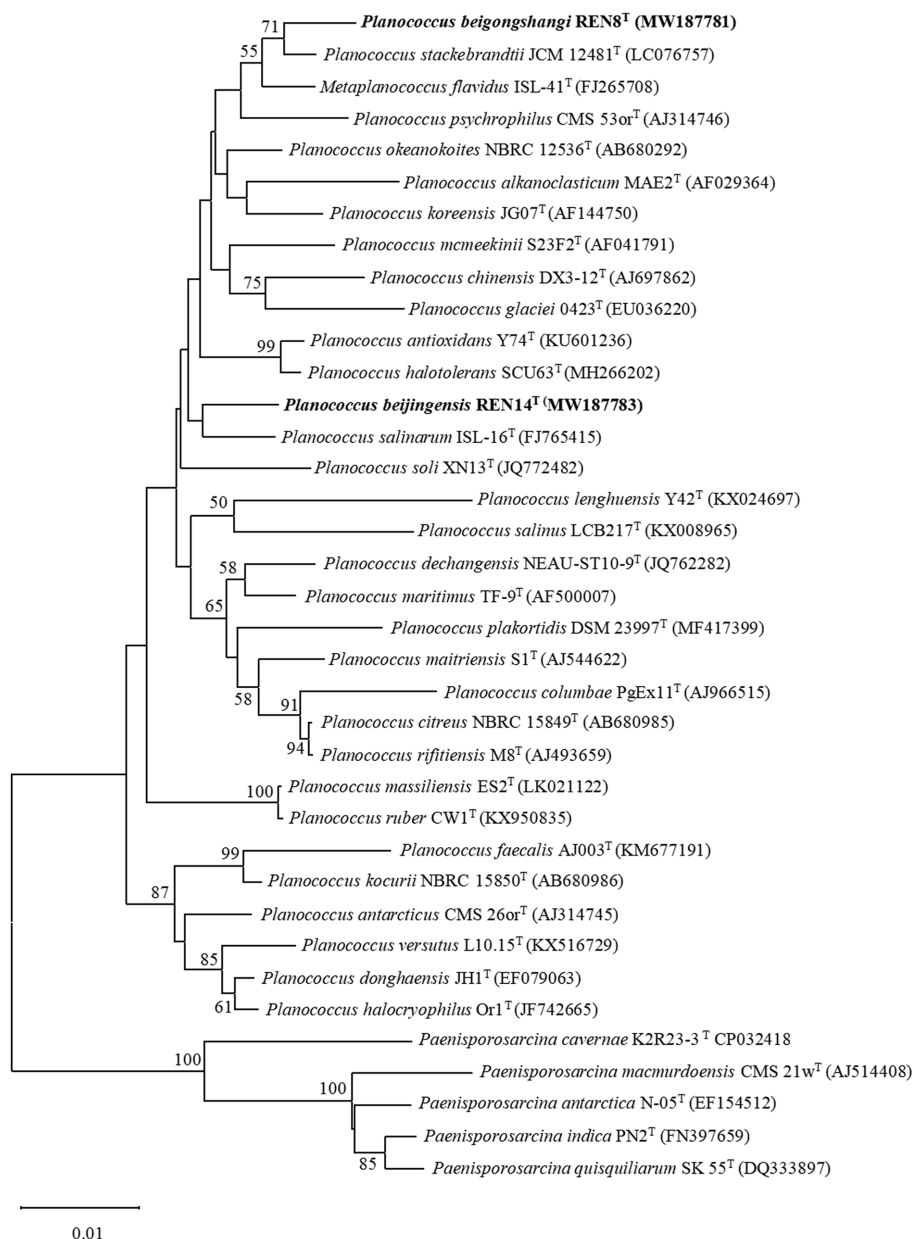 71 Planococcus beigongshangi REN8ᵀ (MW187781)
55 Planococcus stackebrandtii JCM 12481ᵀ (LC076757)
Metaplanococcus flavidus ISL-41ᵀ (FJ265708)
Planococcus psychrophilus CMS 53orᵀ (AJ314746)
Planococcus okeanokoites NBRC 12536ᵀ (AB680292)
Planococcus alkanoclasticum MAE2ᵀ (AF029364)
Planococcus koreensis JG07ᵀ (AF144750)
Planococcus mcmeekinii S23F2ᵀ (AF041791)
75 Planococcus chinensis DX3-12ᵀ (AJ697862)
Planococcus glaciei 0423ᵀ (EU036220)
99 Planococcus antioxidans Y74ᵀ (KU601236)
Planococcus halotolerans SCU63ᵀ (MH266202)
Planococcus beijingensis REN14ᵀ ⁽MW187783)
Planococcus salinarum ISL-16ᵀ (FJ765415)
Planococcus soli XN13ᵀ (JQ772482)
50 Planococcus lenghuensis Y42ᵀ (KX024697)
Planococcus salinus LCB217ᵀ (KX008965)
58 Planococcus dechangensis NEAU-ST10-9ᵀ (JQ762282)
65 Planococcus maritimus TF-9ᵀ (AF500007)
Planococcus plakortidis DSM 23997ᵀ (MF417399)
Planococcus maitriensis S1ᵀ (AJ544622)
58 91 Planococcus columbae PgEx11ᵀ (AJ966515)
Planococcus citreus NBRC 15849ᵀ (AB680985)
94 Planococcus rifitiensis M8ᵀ (AJ493659)
100 Planococcus massiliensis ES2ᵀ (LK021122)
Planococcus ruber CW1ᵀ (KX950835)
99 Planococcus faecalis AJ003ᵀ (KM677191)
87 Planococcus kocurii NBRC 15850ᵀ (AB680986)
Planococcus antarcticus CMS 26orᵀ (AJ314745)
85 Planococcus versutus L10.15ᵀ (KX516729)
Planococcus donghaensis JH1ᵀ (EF079063)
61 Planococcus halocryophilus Or1ᵀ (JF742665)
100 Paenisporosarcina cavernae K2R23-3 ᵀ CP032418
100 Paenisporosarcina macmurdoensis CMS 21wᵀ (AJ514408)
Paenisporosarcina antarctica N-05ᵀ (EF154512)
Paenisporosarcina indica PN2ᵀ (FN397659)
85 Paenisporosarcina quisquiliarum SK 55ᵀ (DQ333897)
0.01